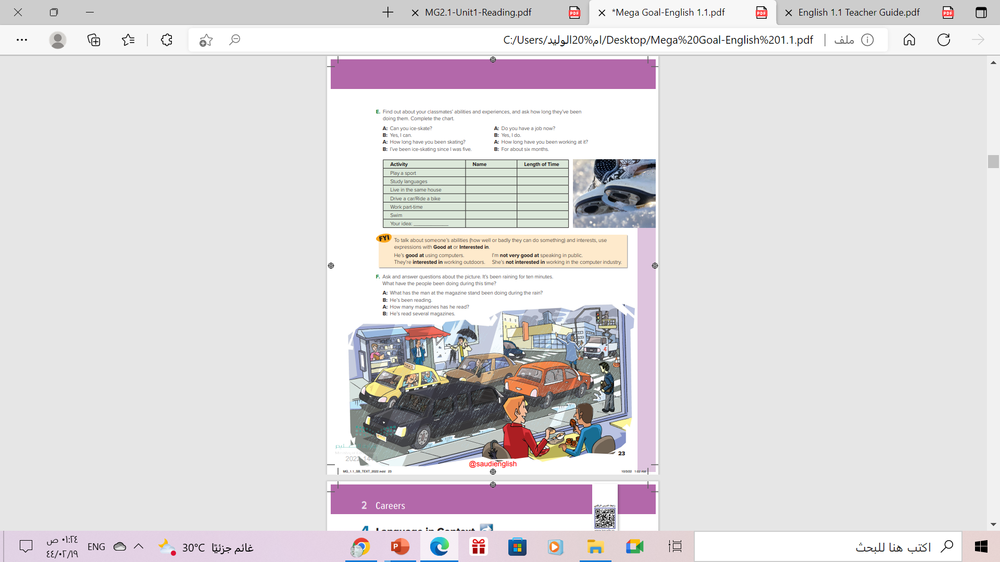 MG2.1-Unit1-Reading.pdf
*Mega Goal-English 1.1.pdf
English 1.1 Teacher Guide.pdf
C:/Users/ام%20الوليد/Desktop/Mega%20Goal-English%201.1.pdf
ملف
E. Find out about your classmates' abilities and experiences, and ask how long they've been
doing them. Complete the chart.
A: Can you ice-skate?
B: Yes, I can.
A: How long have you been skating?
B: I've been ice-skating since I was five.
A: Do you have a job now?
B: Yes, I do.
A: How long have you been working at it?
B: For about six months.
Activity Name Length of Time
Play a sport
Study languages
Live in the same house
Drive a car/Ride a bike
Work part-time
Swim
Your idea: ____________
FYI
To talk about someone's abilities (how well or badly they can do something) and interests, use
expressions with Good at or Interested in.
He's good at using computers. I'm not very good at speaking in public.
They're interested in working outdoors. She's not interested in working in the computer industry.
F. Ask and answer questions about the picture. It's been raining for ten minutes.
What have the people been doing during this time?
A: What has the man at the magazine stand been doing during the rain?
B: He's been reading.
A: How many magazines has he read?
B: He's read several magazines.
TAXI
23
@saudienglish
MG_1.1_SB_TEXT_2022.indd 23
10/3/22 1:02 AM
2 Careers
رابط الدرس الرقمي
4 Language in Context
٠١:٢٤ ص
٤٤/٠٢/١٩
ENG
30°C غائم جزئيًا
اكتب هنا للبحث